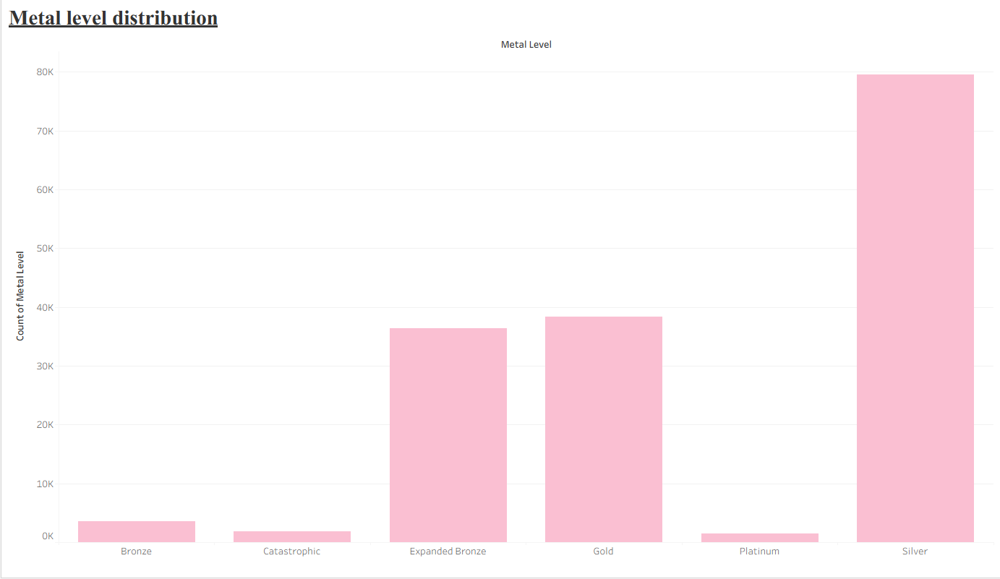 Metal level distribution
Metal Level
Count of Metal Level
80K
70K
60K
50K
40K
30K
20K
10K
0K
Bronze Catastrophic Expanded Bronze Gold Platinum Silver